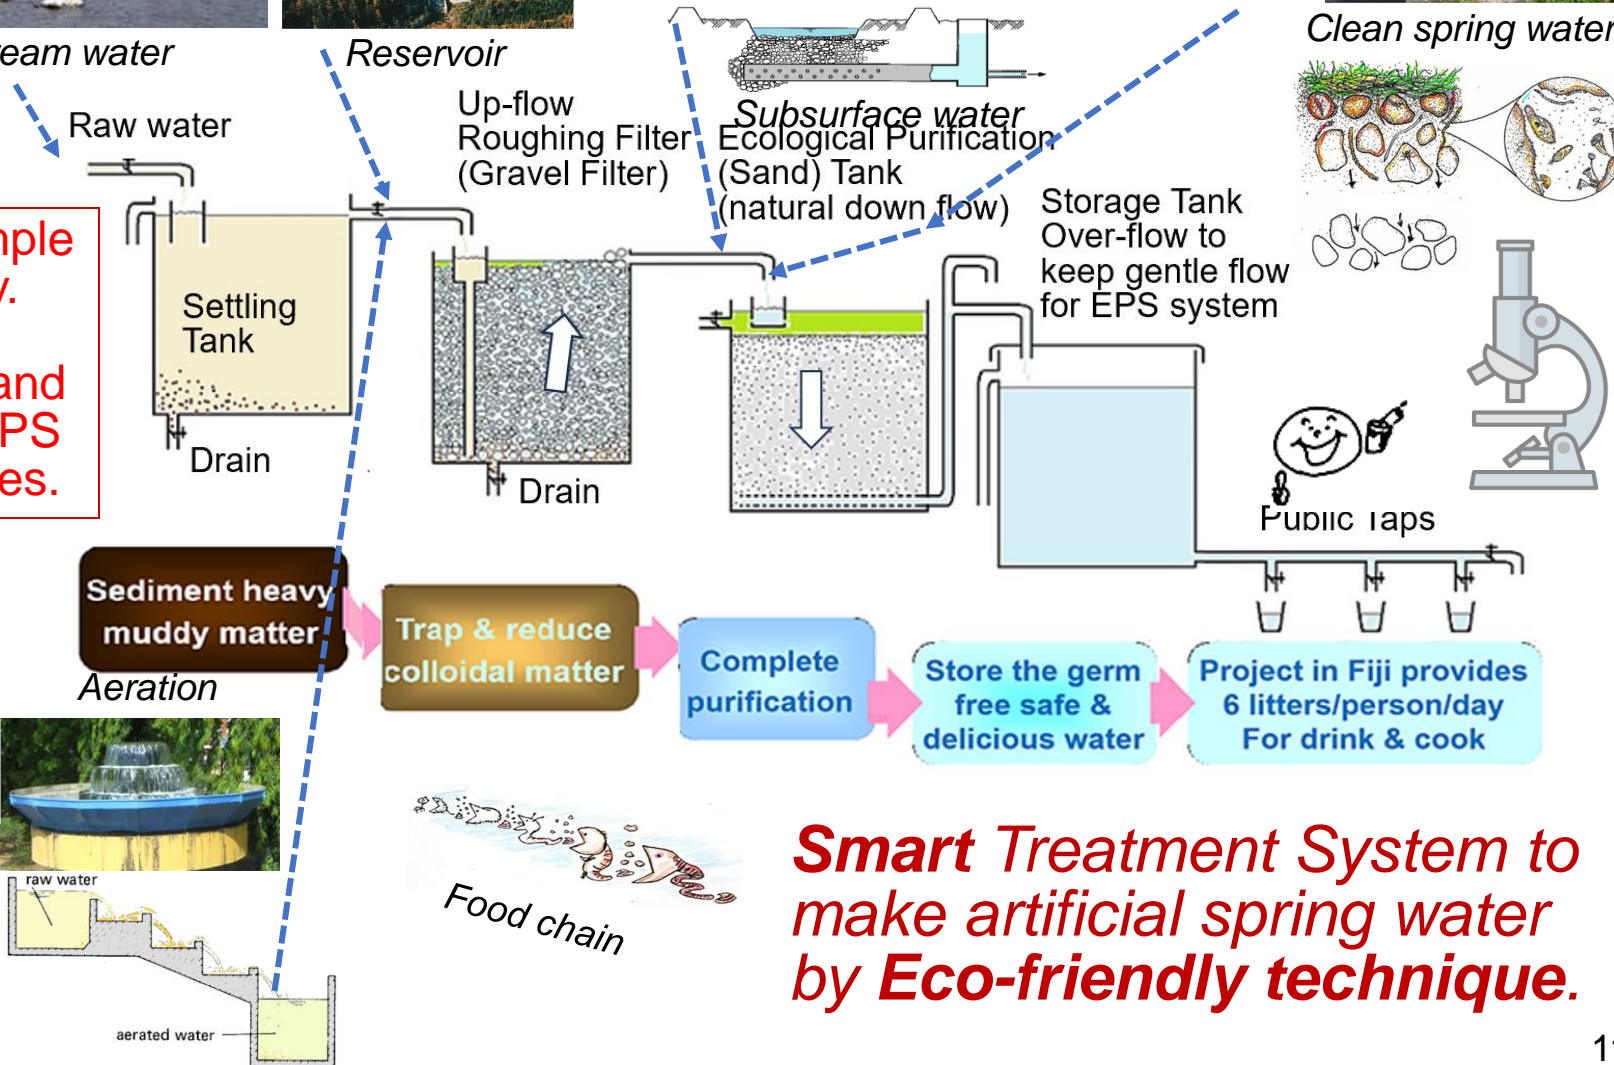 Reservoir
Clean spring water
water
Subsurface water
Raw water
Up-flow
Roughing Filter
(Gravel Filter)
Ecological Purification
(Sand) Tank
(natural down flow)
Storage Tank
Over-flow to
keep gentle flow
for EPS system
Settling
Tank
and
Drain
Drain
Public Taps
Sediment heavy
muddy matter
Trap & reduce
colloidal matter
Complete
purification
Store the germ
free safe &
delicious water
Project in Fiji provides
6 litters/person/day
For drink & cook
Aeration
raw water
aerated water
Food chain
Smart Treatment System to
make artificial spring water
by Eco-friendly technique.